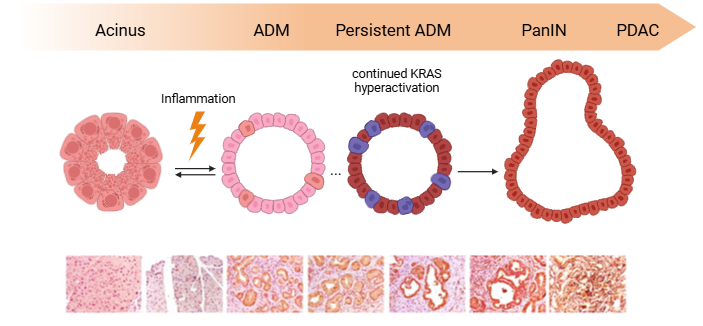 Acinus ADM Persistent ADM PanIN PDAC
continued KRAS
hyperactivation
Inflammation
...